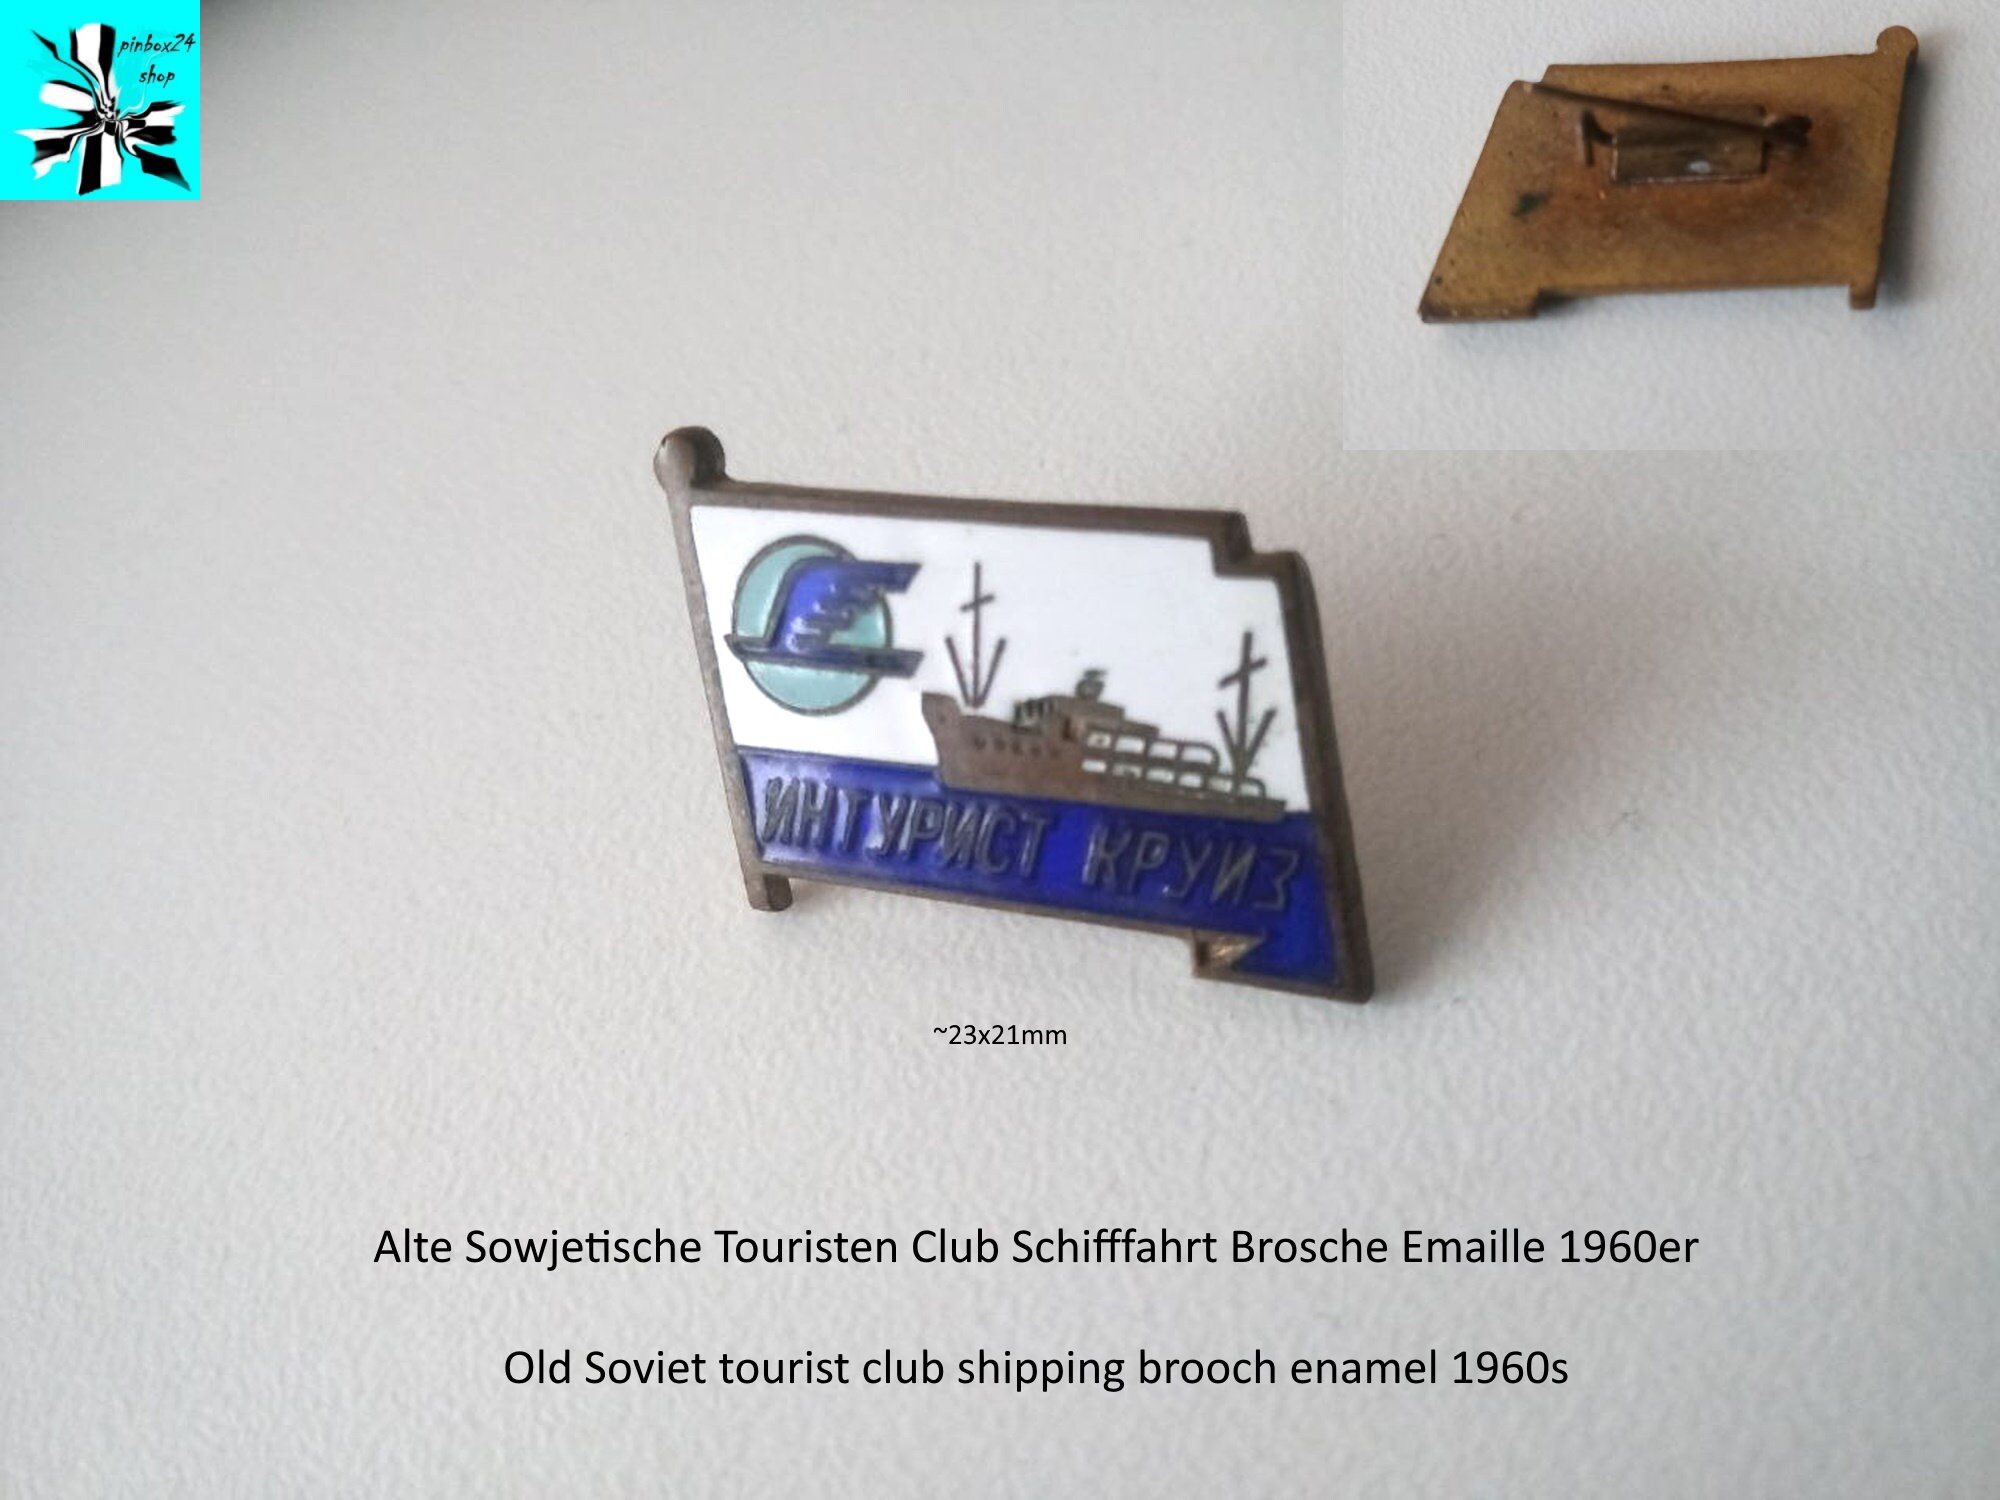 pinbox24
shop
ИНТУРИСТ КРУИЗ
~23x21mm
Alte Sowjetische Touristen Club Schifffahrt Brosche Emaille 1960er
Old Soviet tourist club shipping brooch enamel 1960s